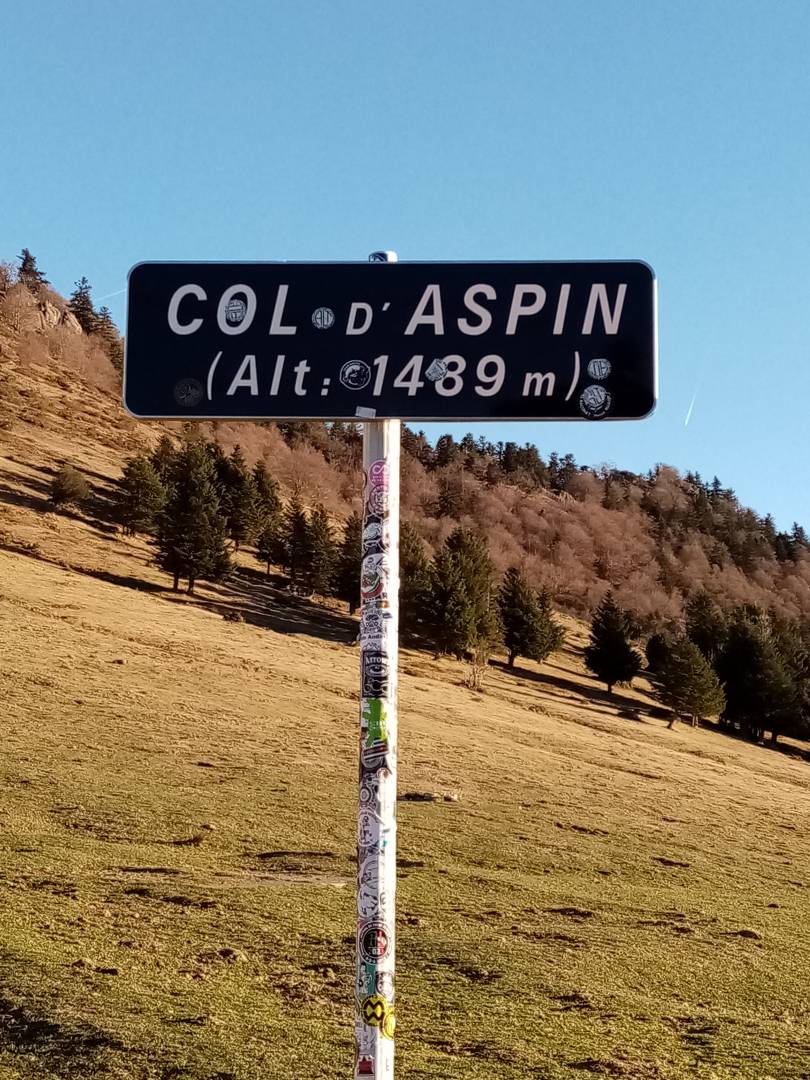 COL D'ASPIN
(Alt: 1489 m)